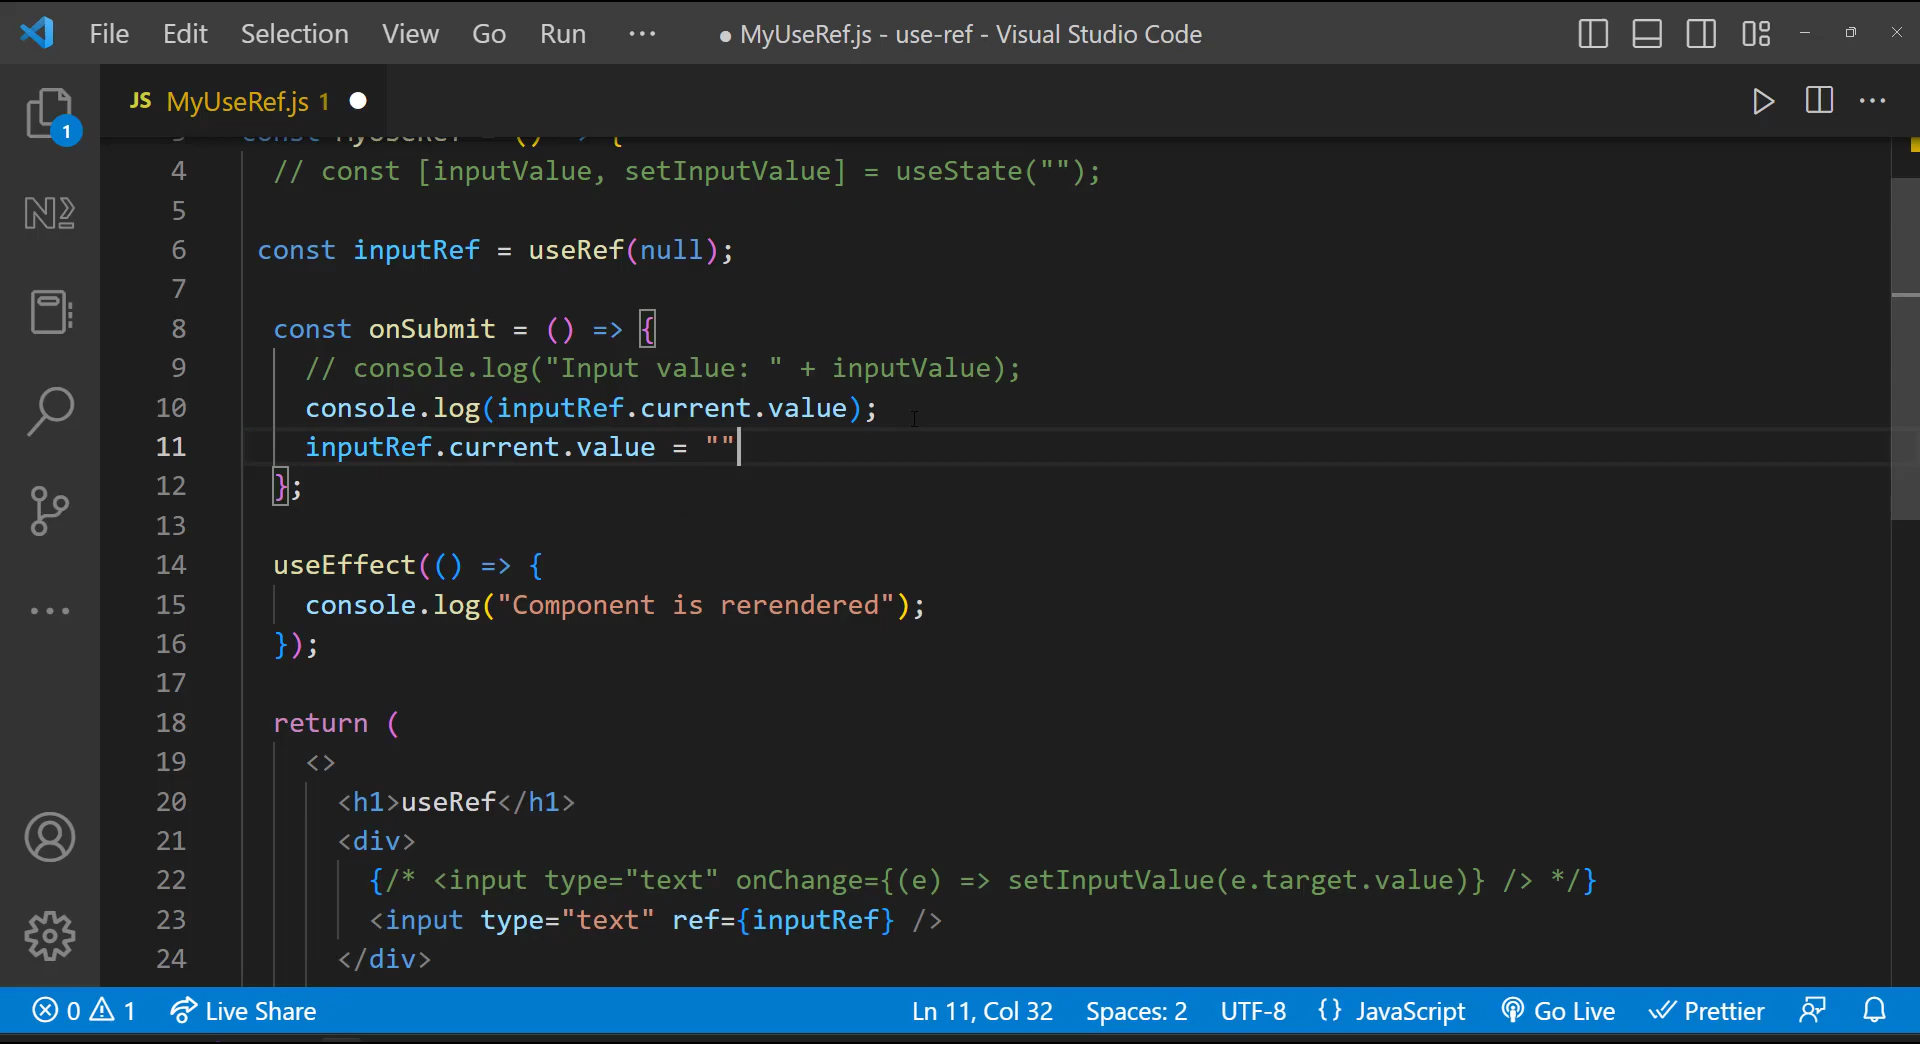 File Edit Selection View Go Run ··· ● MyUseRef.js - use-ref - Visual Studio Code
JS MyUseRef.js 1 ●
1
3 const MyUseRef = () => {
4 // const [inputValue, setInputValue] = useState("");
5
6 const inputRef = useRef(null);
7
8 const onSubmit = () => {
9 // console.log("Input value: " + inputValue);
10 console.log(inputRef.current.value);
11 inputRef.current.value = ""
12 };
13
14 useEffect(() => {
15 console.log("Component is rerendered");
16 });
17
18 return (
19 <>
20 <h1>useRef</h1>
21 <div>
22 {/* <input type="text" onChange={(e) => setInputValue(e.target.value)} /> */}
23 <input type="text" ref={inputRef} />
24 </div>
0 1 Live Share Ln 11, Col 32 Spaces: 2 UTF-8 {} JavaScript Go Live Prettier